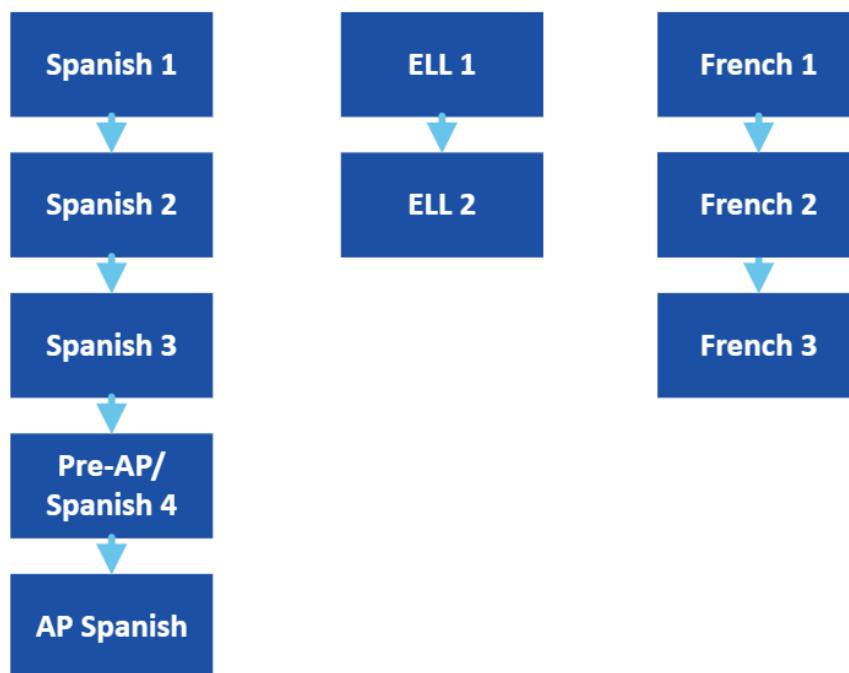 Spanish 1
Spanish 2
Spanish 3
Pre-AP/
Spanish 4
AP Spanish
ELL 1
ELL 2
French 1
French 2
French 3